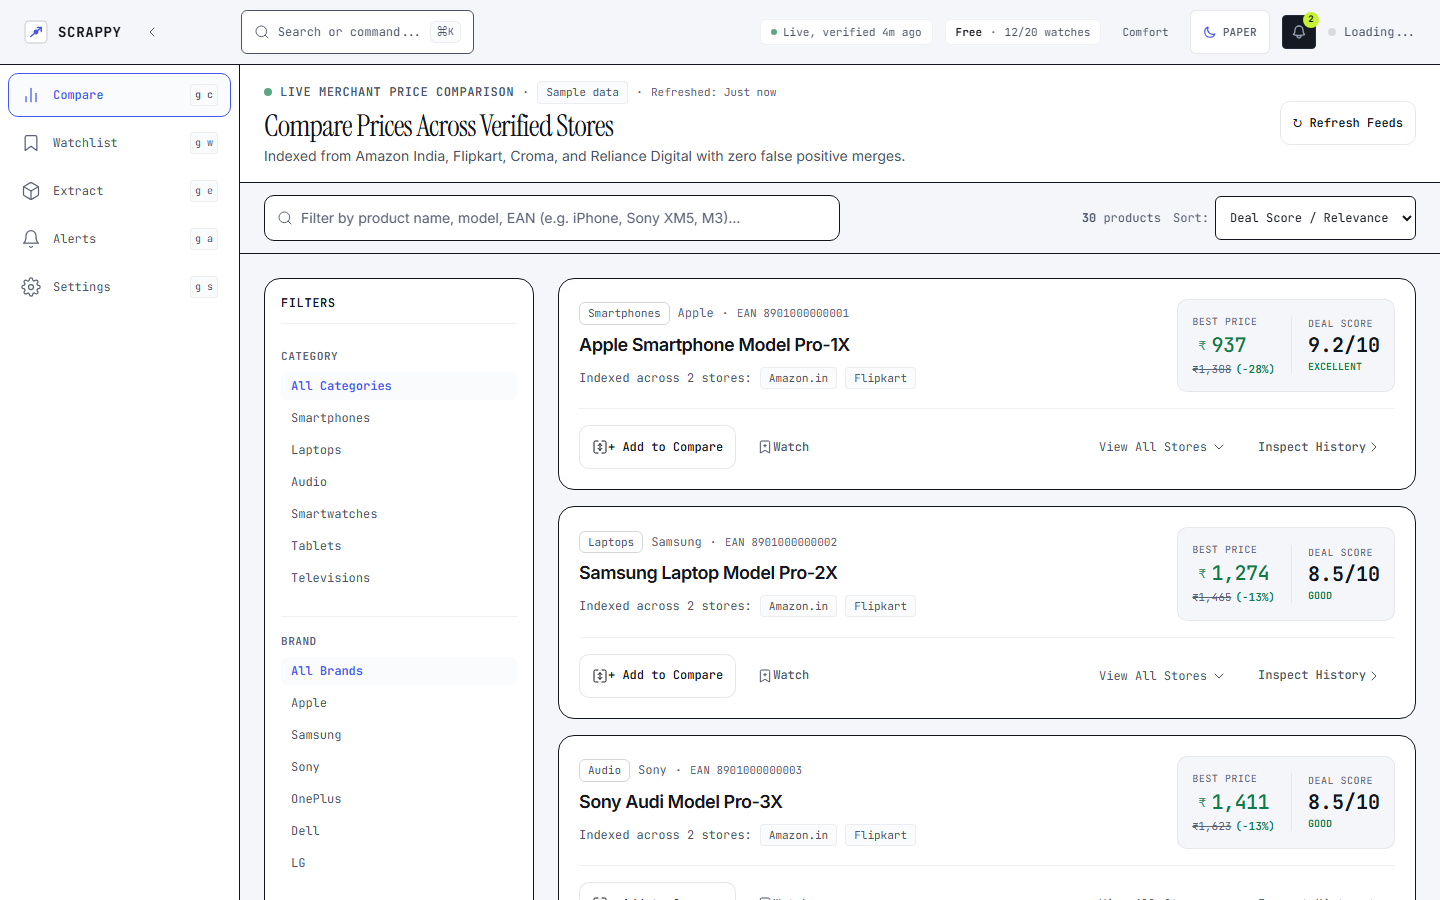 SCRAPPY
Search or command... ⌘K
Live, verified 4m ago
Free · 12/20 watches
Comfort
PAPER
2
Loading...
Compare g c
Watchlist g w
Extract g e
Alerts g a
Settings g s
LIVE MERCHANT PRICE COMPARISON · Sample data · Refreshed: Just now
Compare Prices Across Verified Stores
Indexed from Amazon India, Flipkart, Croma, and Reliance Digital with zero false positive merges.
↻ Refresh Feeds
Filter by product name, model, EAN (e.g. iPhone, Sony XM5, M3)...
30 products Sort: Deal Score / Relevance
FILTERS
CATEGORY
All Categories
Smartphones
Laptops
Audio
Smartwatches
Tablets
Televisions
BRAND
All Brands
Apple
Samsung
Sony
OnePlus
Dell
LG
Smartphones Apple · EAN 8901000000001
Apple Smartphone Model Pro-1X
Indexed across 2 stores: Amazon.in Flipkart
BEST PRICE
₹ 937
₹1,308 (-28%)
DEAL SCORE
9.2/10
EXCELLENT
+ Add to Compare
Watch
View All Stores
Inspect History
Laptops Samsung · EAN 8901000000002
Samsung Laptop Model Pro-2X
Indexed across 2 stores: Amazon.in Flipkart
BEST PRICE
₹ 1,274
₹1,465 (-13%)
DEAL SCORE
8.5/10
GOOD
+ Add to Compare
Watch
View All Stores
Inspect History
Audio Sony · EAN 8901000000003
Sony Audi Model Pro-3X
Indexed across 2 stores: Amazon.in Flipkart
BEST PRICE
₹ 1,411
₹1,623 (-13%)
DEAL SCORE
8.5/10
GOOD